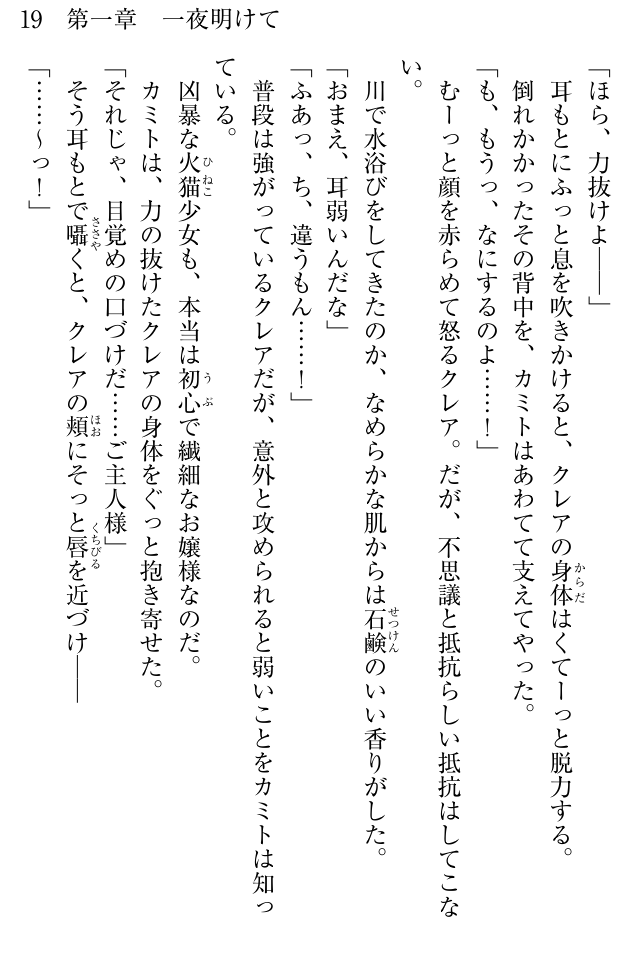 19　第一章　一夜明けて
「ほら、力抜けよ――」
　耳もとにふっと息を吹きかけると、クレアの身体はくてーっと脱力する。
　倒れかかったその背中を、カミトはあわてて支えてやった。
「も、もうっ、なにするのよ……！」
　むーっと顔を赤らめて怒るクレア。だが、不思議と抵抗らしい抵抗はしてこな
い。
　川で水浴びをしてきたのか、なめらかな肌からは石鹸のいい香りがした。
「おまえ、耳弱いんだな」
「ふあっ、ち、違うもん……！」
　普段は強がっているクレアだが、意外と攻められると弱いことをカミトは知っ
ている。
　凶暴な火猫少女も、本当は初心で繊細なお嬢様なのだ。
　カミトは、力の抜けたクレアの身体をぐっと抱き寄せた。
「それじゃ、目覚めの口づけだ……ご主人様」
　そう耳もとで囁くと、クレアの頬にそっと唇を近づけ――
「……～っ！」